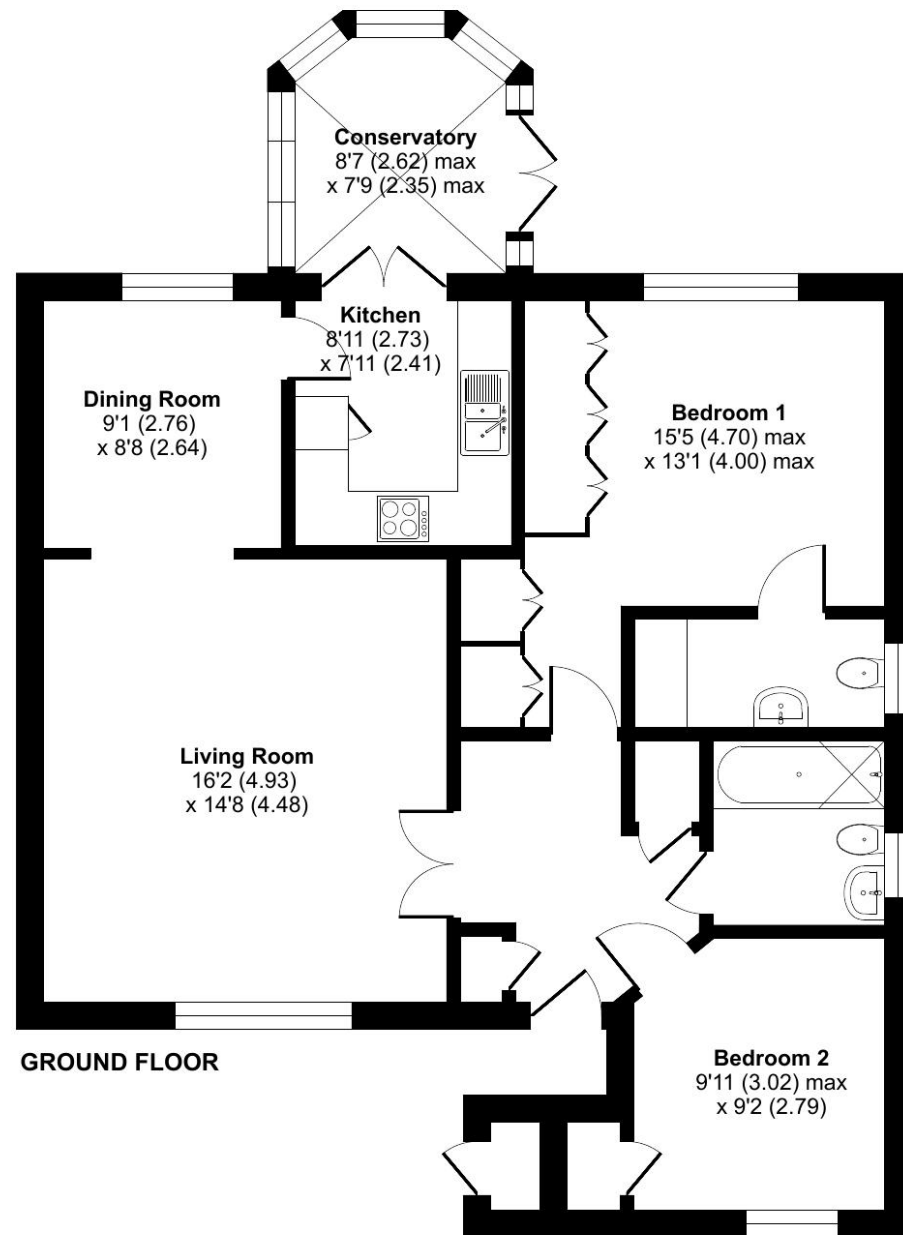 Conservatory
8'7 (2.62) max
x 7'9 (2.35) max
Kitchen
8'11 (2.73)
x 7'11 (2.41)
Dining Room
9'1 (2.76)
x 8'8 (2.64)
Bedroom 1
15'5 (4.70) max
x 13'1 (4.00) max
Living Room
16'2 (4.93)
x 14'8 (4.48)
GROUND FLOOR
Bedroom 2
9'11 (3.02) max
x 9'2 (2.79)